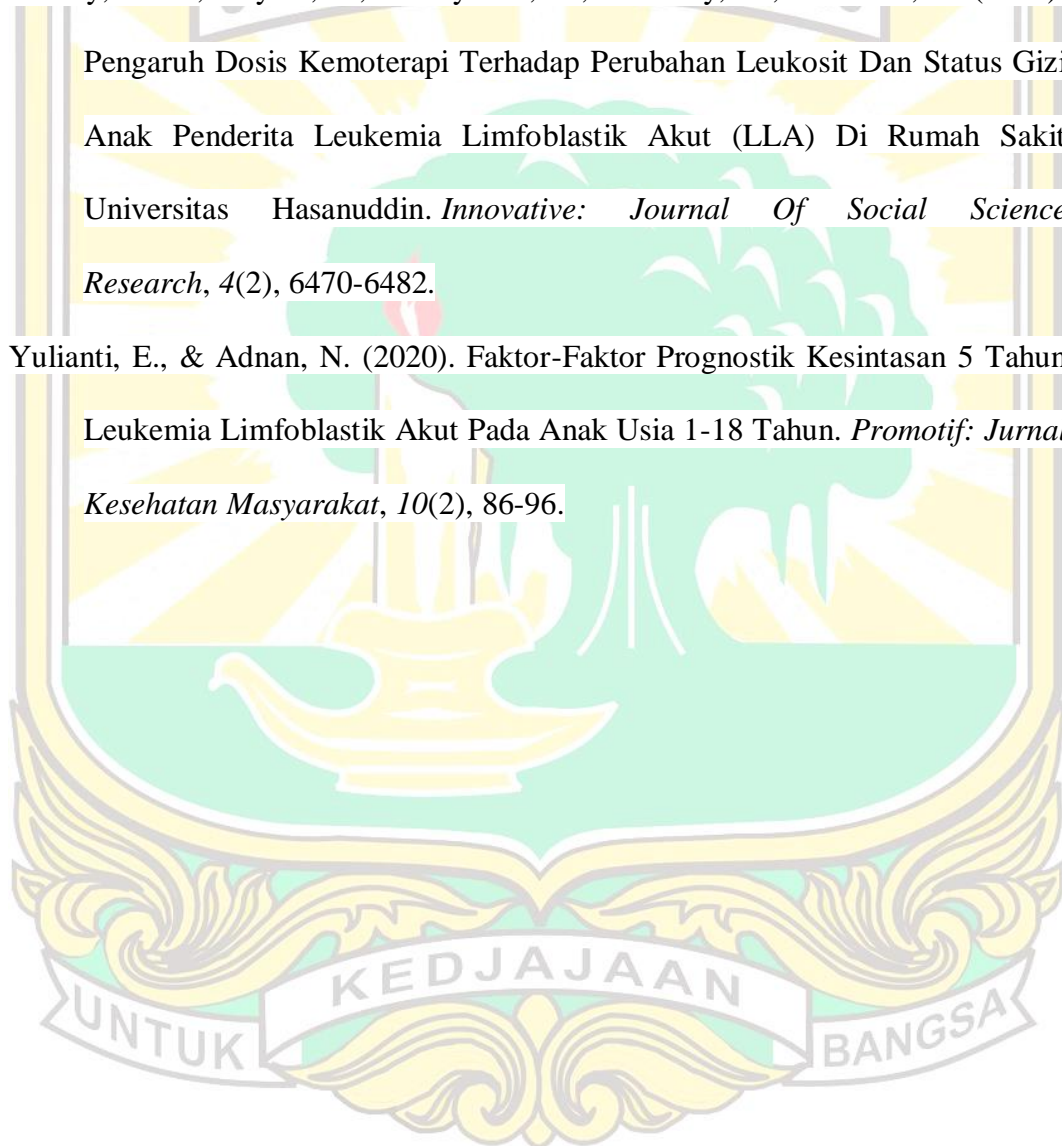 Pengaruh Dosis Kemoterapi Terhadap Perubahan Leukosit Dan Status Gizi
Anak Penderita Leukemia Limfoblastik Akut (LLA) Di Rumah Sakit
Universitas Hasanuddin. Innovative: Journal Of Social Science
Research, 4(2), 6470-6482.
Yulianti, E., & Adnan, N. (2020). Faktor-Faktor Prognostik Kesintasan 5 Tahun
Leukemia Limfoblastik Akut Pada Anak Usia 1-18 Tahun. Promotif: Jurnal
Kesehatan Masyarakat, 10(2), 86-96.
UNTUK KEDJAJAAN BANGSA